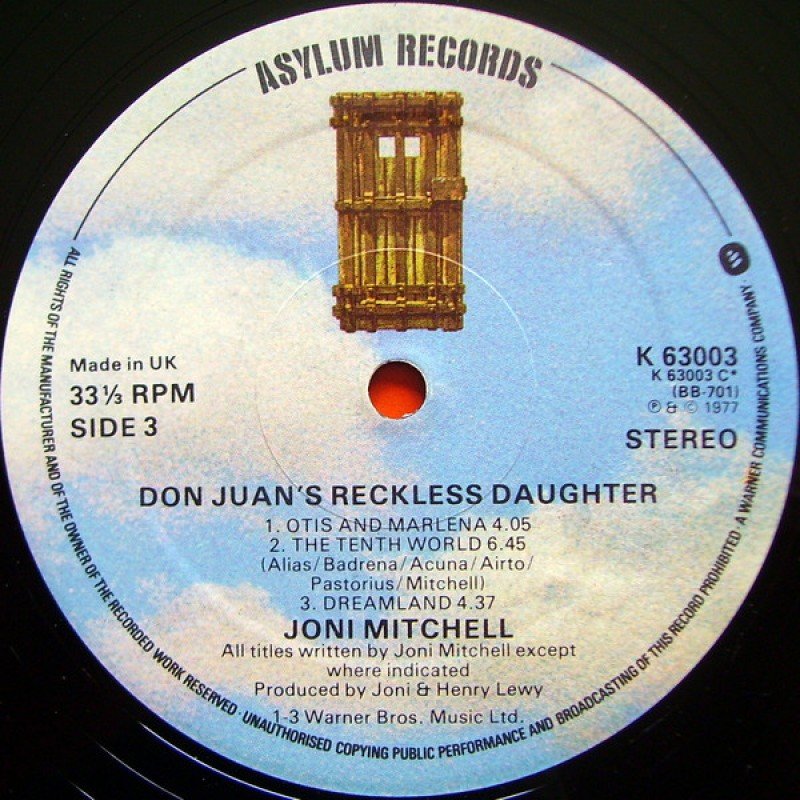 ASYLUM RECORDS
Made in UK
33⅓ RPM
SIDE 3
K 63003
K 63003 C*
(BB-701)
℗ & © 1977
STEREO
DON JUAN'S RECKLESS DAUGHTER
1. OTIS AND MARLENA 4.05
2. THE TENTH WORLD 6.45
(Alias/Badrena/Acuna/Airto/
Pastorius/Mitchell)
3. DREAMLAND 4.37
JONI MITCHELL
All titles written by Joni Mitchell except
where indicated
Produced by Joni & Henry Lewy
1-3 Warner Bros. Music Ltd.
ALL RIGHTS OF THE MANUFACTURER AND OF THE OWNER OF THE RECORDED WORK RESERVED · UNAUTHORISED COPYING PUBLIC PERFORMANCE AND BROADCASTING OF THIS RECORD PROHIBITED · A WARNER COMMUNICATIONS COMPANY